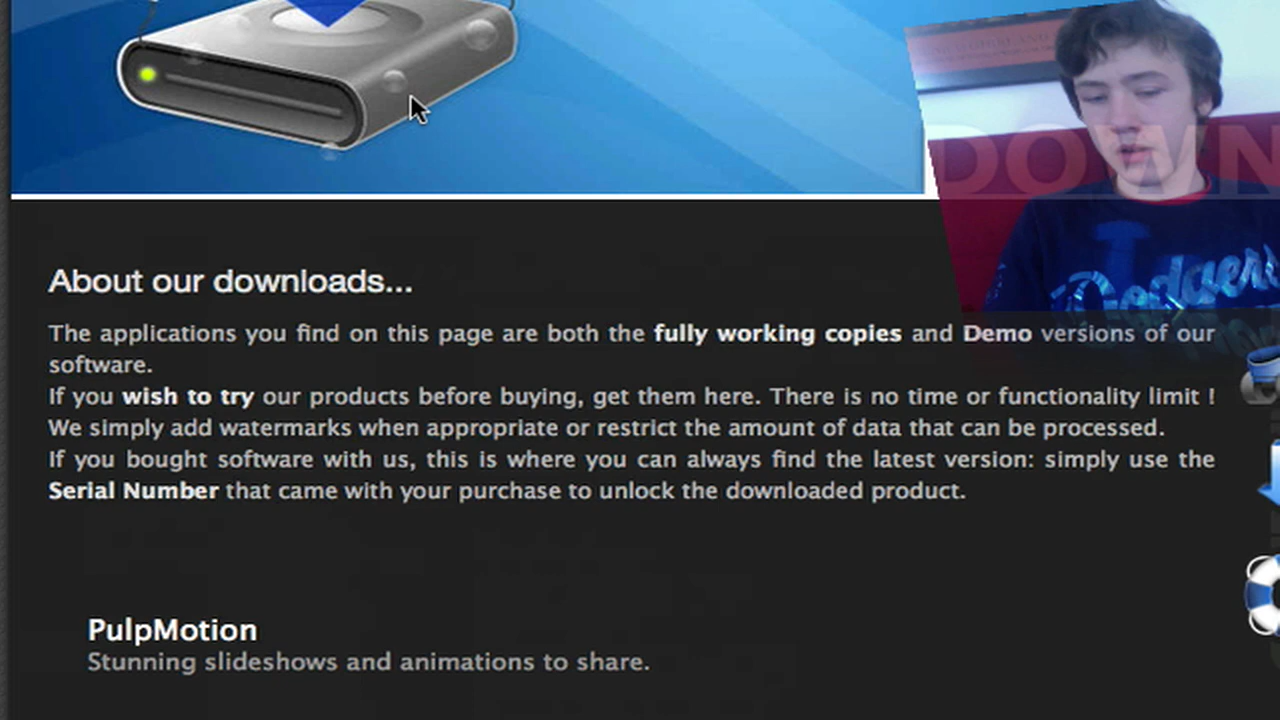 DOWN
Dodgers
About our downloads...
The applications you find on this page are both the fully working copies and Demo versions of our
software.
If you wish to try our products before buying, get them here. There is no time or functionality limit !
We simply add watermarks when appropriate or restrict the amount of data that can be processed.
If you bought software with us, this is where you can always find the latest version: simply use the
Serial Number that came with your purchase to unlock the downloaded product.
PulpMotion
Stunning slideshows and animations to share.